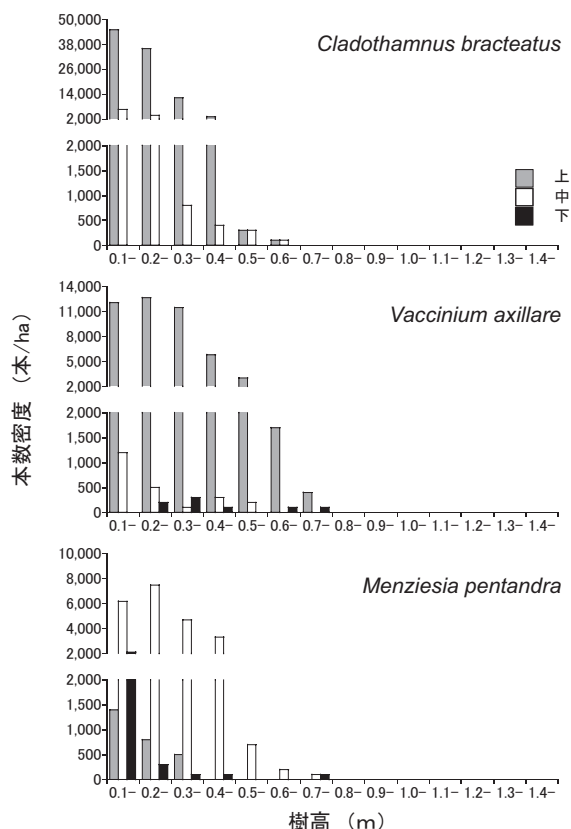 50,000
38,000
26,000
14,000
2,000
Cladothamnus bracteatus
2,000
1,500
1,000
500
0
上
中
下
0.1− 0.2− 0.3− 0.4− 0.5− 0.6− 0.7− 0.8− 0.9− 1.0− 1.1− 1.2− 1.3− 1.4−
14,000
11,000
8,000
5,000
2,000
Vaccinium axillare
2,000
1,500
1,000
500
0
0.1− 0.2− 0.3− 0.4− 0.5− 0.6− 0.7− 0.8− 0.9− 1.0− 1.1− 1.2− 1.3− 1.4−
本数密度 (本/ha)
10,000
8,000
6,000
4,000
2,000
Menziesia pentandra
2,000
1,500
1,000
500
0
0.1− 0.2− 0.3− 0.4− 0.5− 0.6− 0.7− 0.8− 0.9− 1.0− 1.1− 1.2− 1.3− 1.4−
樹高 (m)